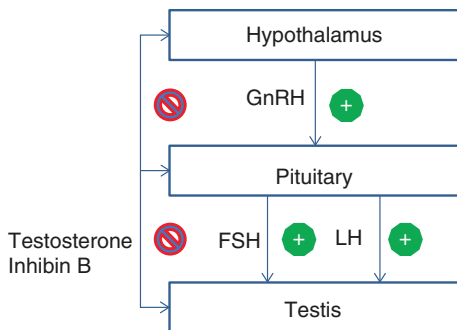 Hypothalamus
GnRH
+
Pituitary
Testosterone
Inhibin B
FSH
+
LH
+
Testis